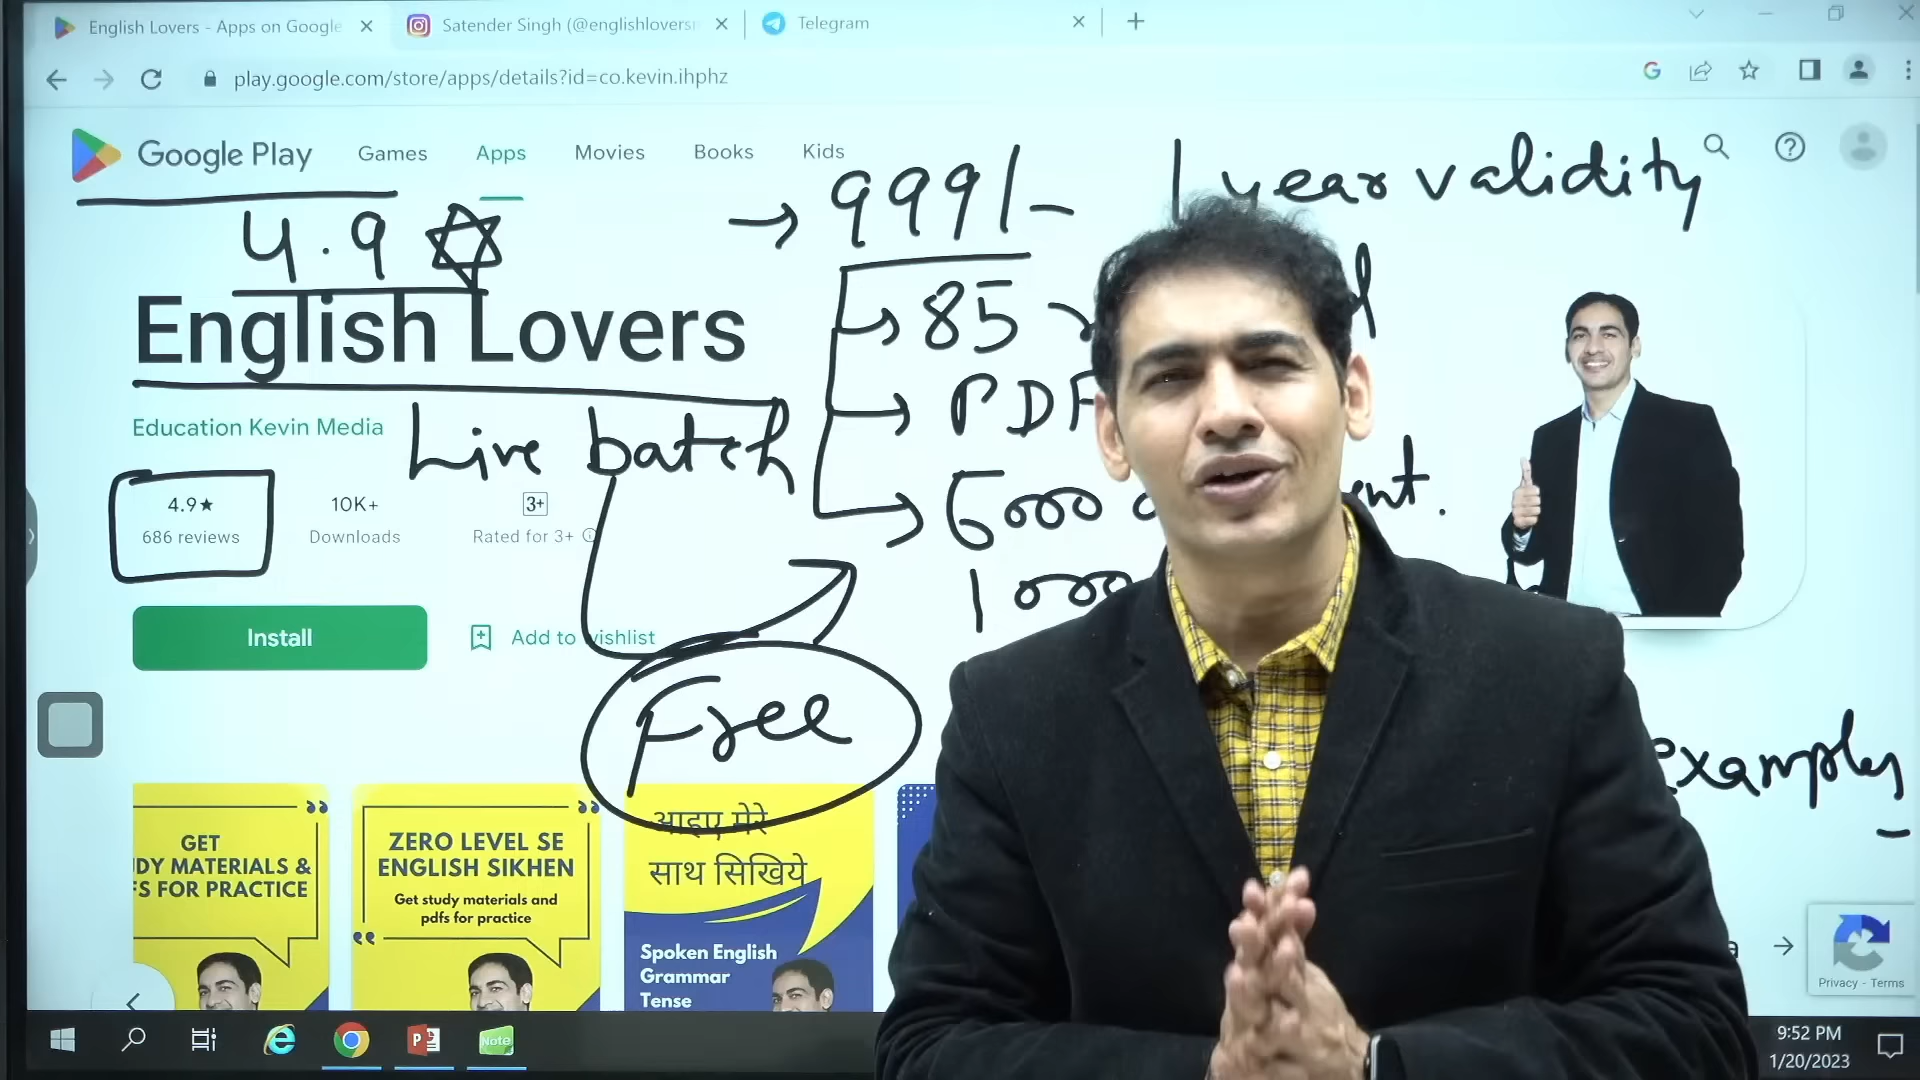 English Lovers - Apps on Google
Satender Singh (@englishlovers
Telegram
play.google.com/store/apps/details?id=co.kevin.ihphz
Google Play
Games
Apps
Movies
Books
Kids
→ 999/-
1 year validity
4.9
85
English Lovers
PDF
Education Kevin Media
Live batch
4.9★
10K+
3+
6000
686 reviews
Downloads
Rated for 3+
1000
Install
Add to wishlist
Free
examples
GET
DY MATERIALS &
FS FOR PRACTICE
ZERO LEVEL SE
ENGLISH SIKHEN
Get study materials and
pdfs for practice
आइए मेरे
साथ सिखिये
Spoken English
Grammar
Tense
Privacy - Terms
Note
9:52 PM
1/20/2023